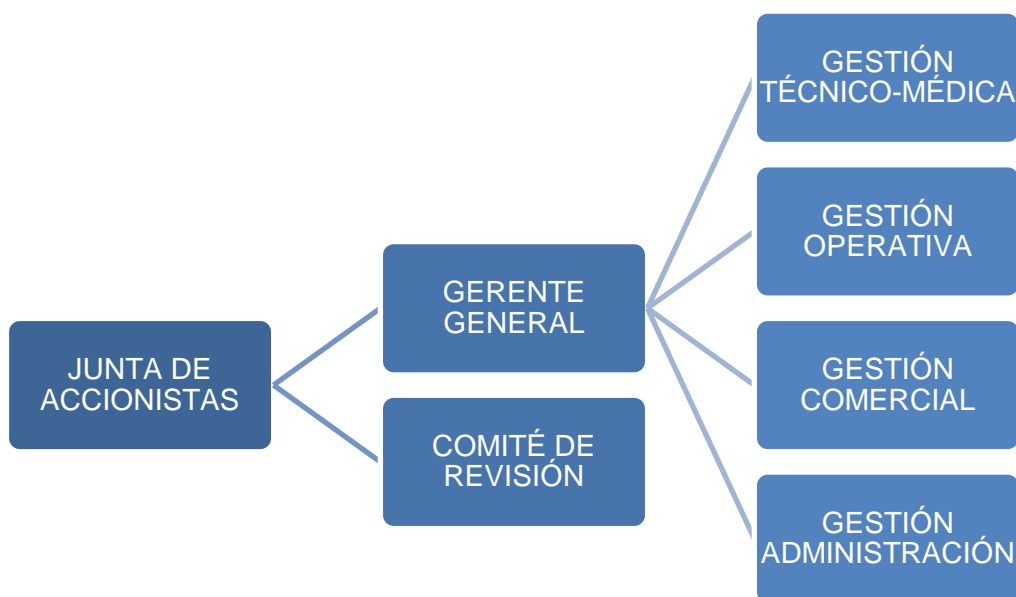 JUNTA DE
ACCIONISTAS
GERENTE
GENERAL
COMITÉ DE
REVISIÓN
GESTIÓN
TÉCNICO-MÉDICA
GESTIÓN
OPERATIVA
GESTIÓN
COMERCIAL
GESTIÓN
ADMINISTRACIÓN